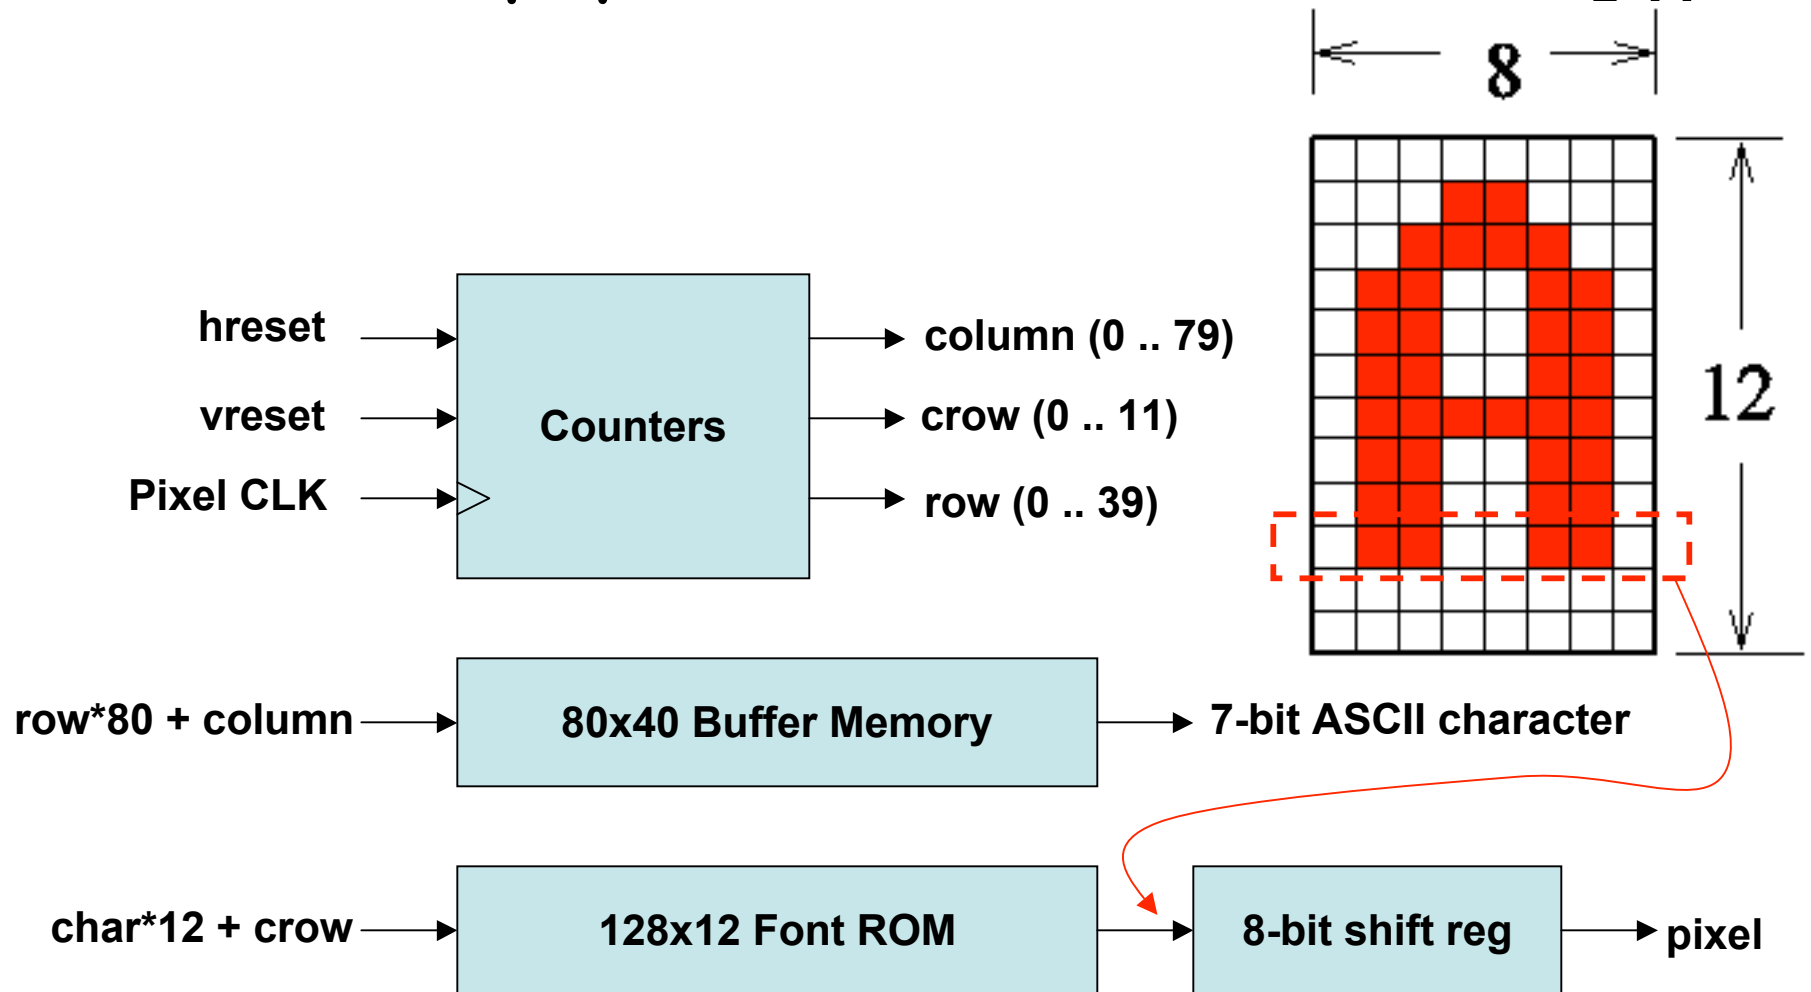 8
hreset
column (0 .. 79)
vreset
Counters
crow (0 .. 11)
12
Pixel CLK
row (0 .. 39)
row*80 + column
80x40 Buffer Memory
7-bit ASCII character
char*12 + crow
128x12 Font ROM
8-bit shift reg
pixel